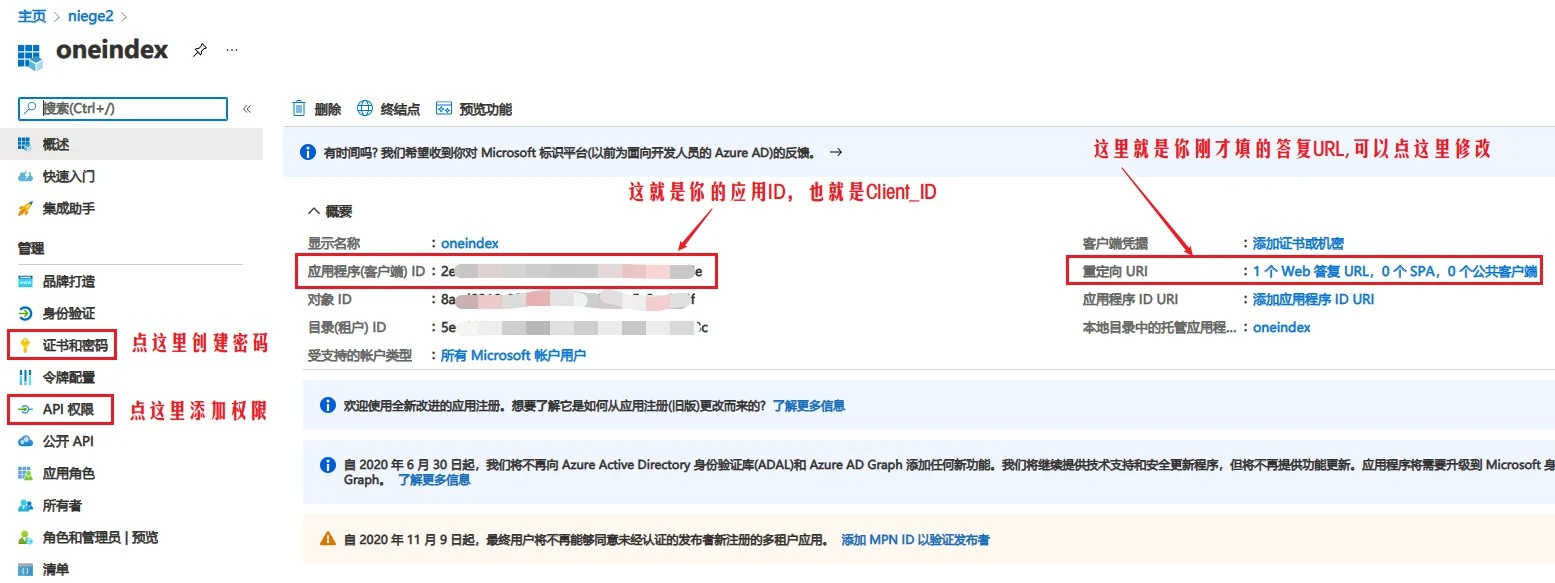 主页 > niege2 >
oneindex
搜索(Ctrl+/)
概述
快速入门
集成助手
管理
品牌打造
身份验证
证书和密码
点这里创建密码
令牌配置
API 权限
点这里添加权限
公开 API
应用角色
所有者
角色和管理员 | 预览
清单
删除 终结点 预览功能
有时间吗? 我们希望收到你对 Microsoft 标识平台(以前为面向开发人员的 Azure AD)的反馈。 →
这里就是你刚才填的答复URL,可以点这里修改
这就是你的应用ID，也就是Client_ID
概要
显示名称 : oneindex
应用程序(客户端) ID : 2e e
对象 ID : 8a f
目录(租户) ID : 5e c
受支持的帐户类型 : 所有 Microsoft 帐户用户
客户端凭据 : 添加证书或机密
重定向 URI : 1 个 Web 答复 URL，0 个 SPA，0 个公共客户端
应用程序 ID URI : 添加应用程序 ID URI
本地目录中的托管应用程... : oneindex
欢迎使用全新改进的应用注册。想要了解它是如何从应用注册(旧版)更改而来的? 了解更多信息
自 2020 年 6 月 30 日起，我们将不再向 Azure Active Directory 身份验证库(ADAL)和 Azure AD Graph 添加任何新功能。我们将继续提供技术支持和安全更新程序，但将不再提供功能更新。应用程序将需要升级到 Microsoft 身
Graph。 了解更多信息
自 2020 年 11 月 9 日起，最终用户将不再能够同意未经认证的发布者新注册的多租户应用。 添加 MPN ID 以验证发布者